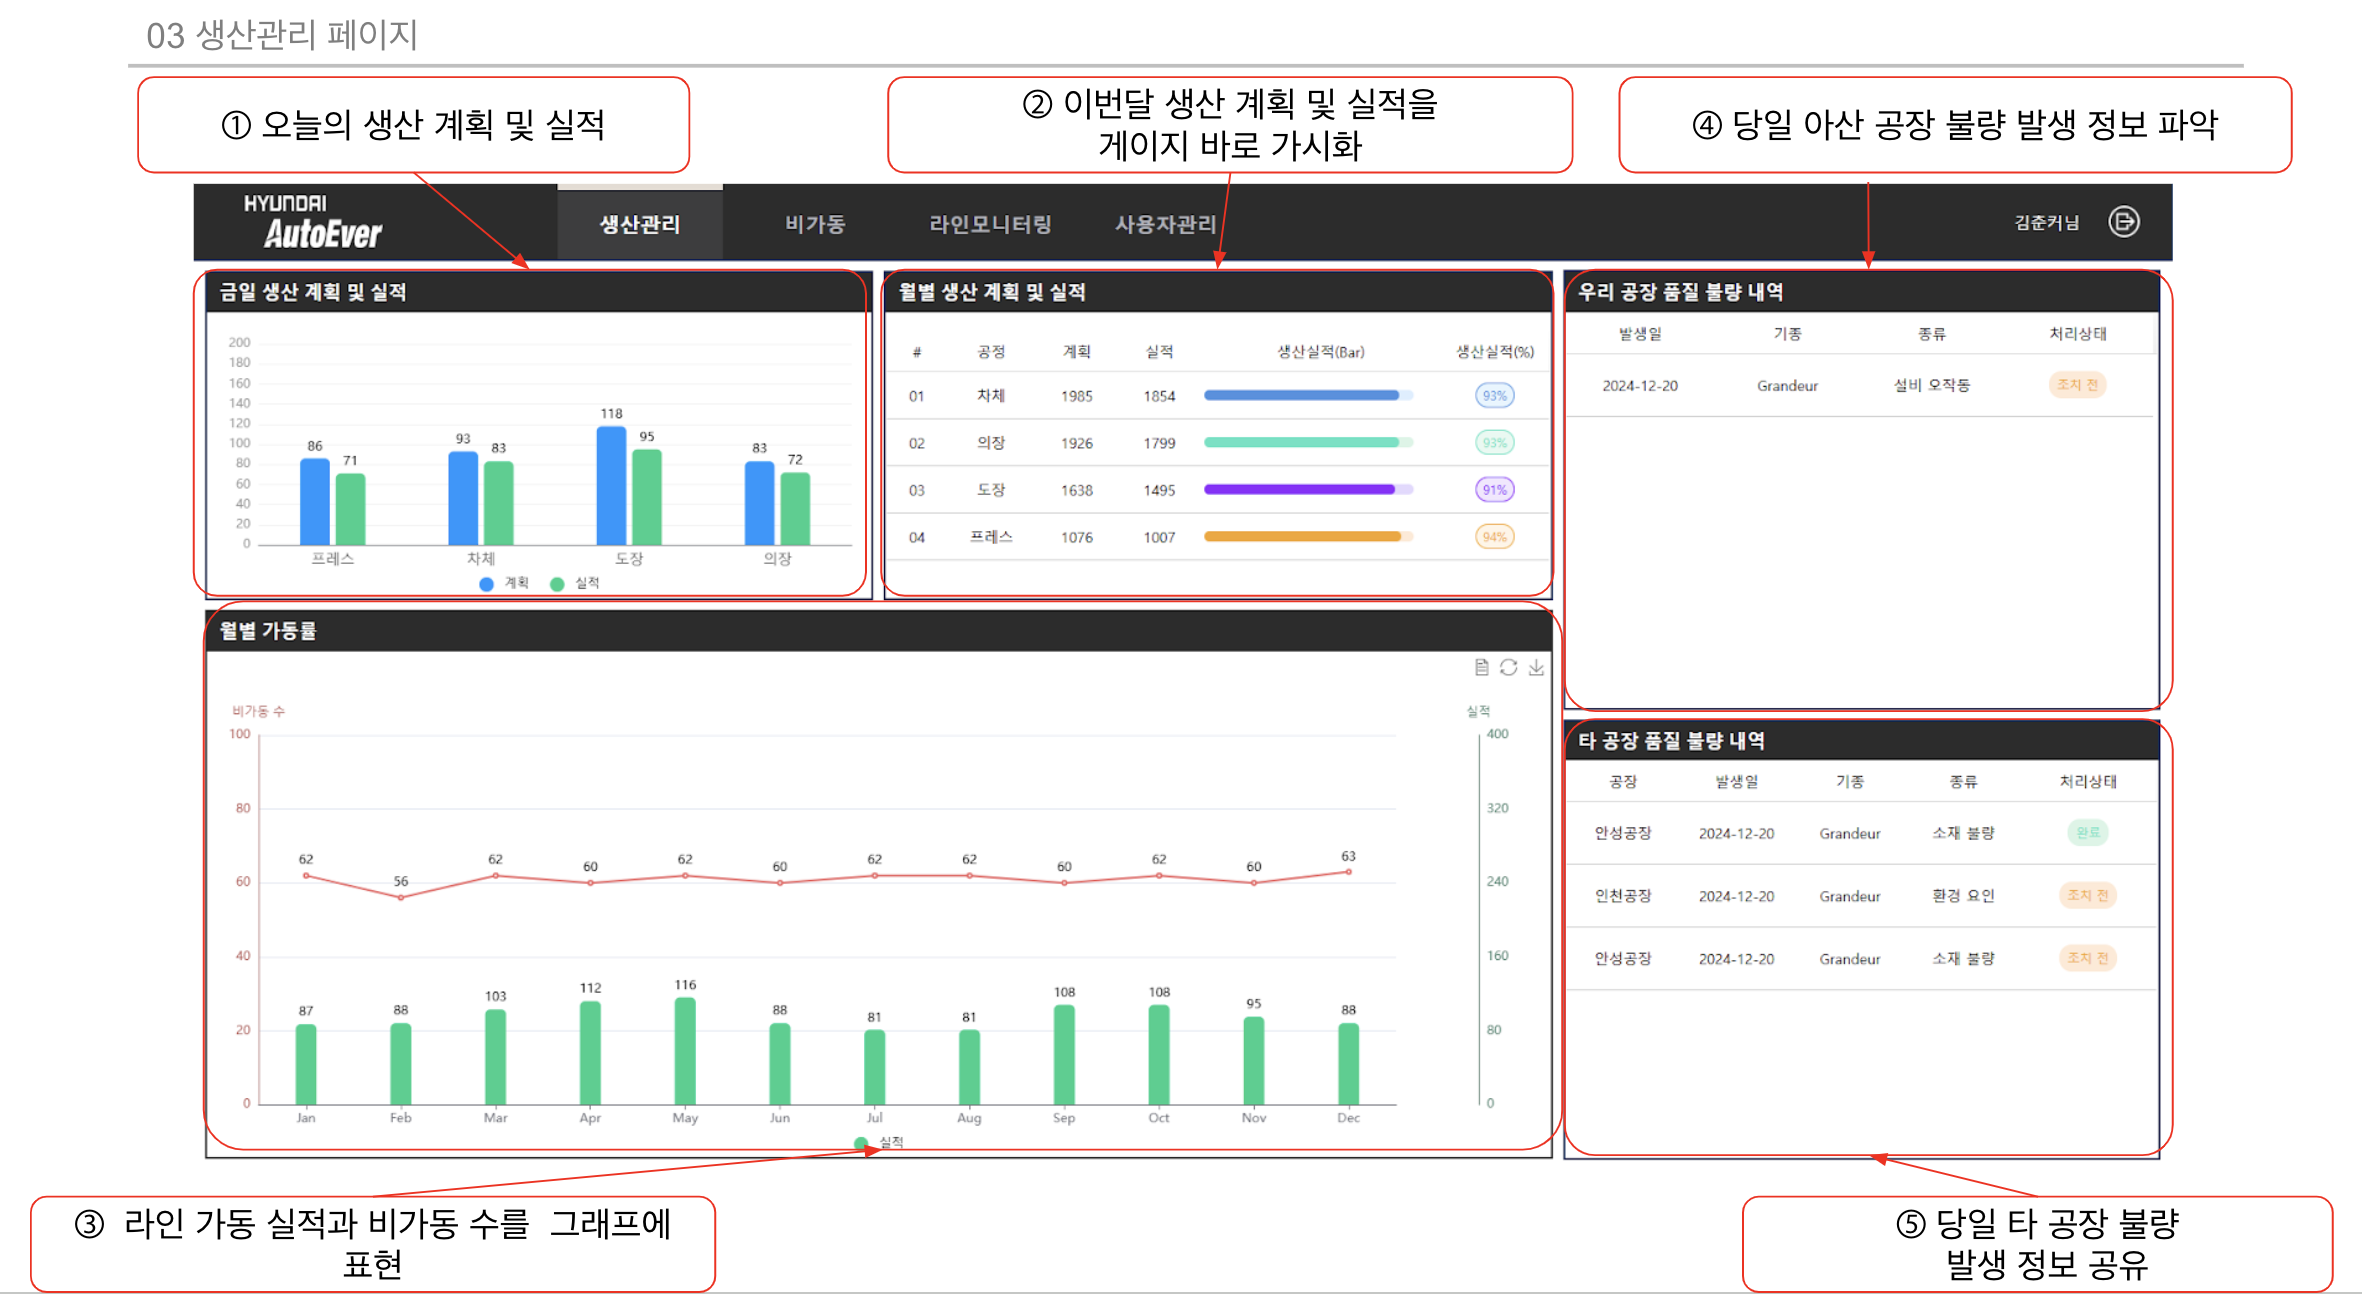 03 생산관리 페이지
① 오늘의 생산 계획 및 실적
② 이번달 생산 계획 및 실적을
게이지 바로 가시화
④ 당일 아산 공장 불량 발생 정보 파악
HYUNDAI
AutoEver
생산관리
비가동
라인모니터링
사용자관리
김준커님
금일 생산 계획 및 실적
200
180
160
140
120
100
80
60
40
20
0
86
71
93
83
118
95
83
72
프레스
차체
도장
의장
계획
실적
월별 생산 계획 및 실적
# 공정 계획 실적 생산실적(Bar) 생산실적(%)
01 차체 1985 1854 93%
02 의장 1926 1799 93%
03 도장 1638 1495 91%
04 프레스 1076 1007 94%
우리 공장 품질 불량 내역
발생일 기종 종류 처리상태
2024-12-20 Grandeur 설비 오작동 조치 전
월별 가동률
비가동 수
100
80
60
40
20
0
실적
400
320
240
160
80
0
62 56 62 60 62 60 62 62 60 62 60 63
87 88 103 112 116 88 81 81 108 108 95 88
Jan Feb Mar Apr May Jun Jul Aug Sep Oct Nov Dec
실적
타 공장 품질 불량 내역
공장 발생일 기종 종류 처리상태
안성공장 2024-12-20 Grandeur 소재 불량 완료
인천공장 2024-12-20 Grandeur 환경 요인 조치 전
안성공장 2024-12-20 Grandeur 소재 불량 조치 전
③ 라인 가동 실적과 비가동 수를 그래프에
표현
⑤ 당일 타 공장 불량
발생 정보 공유